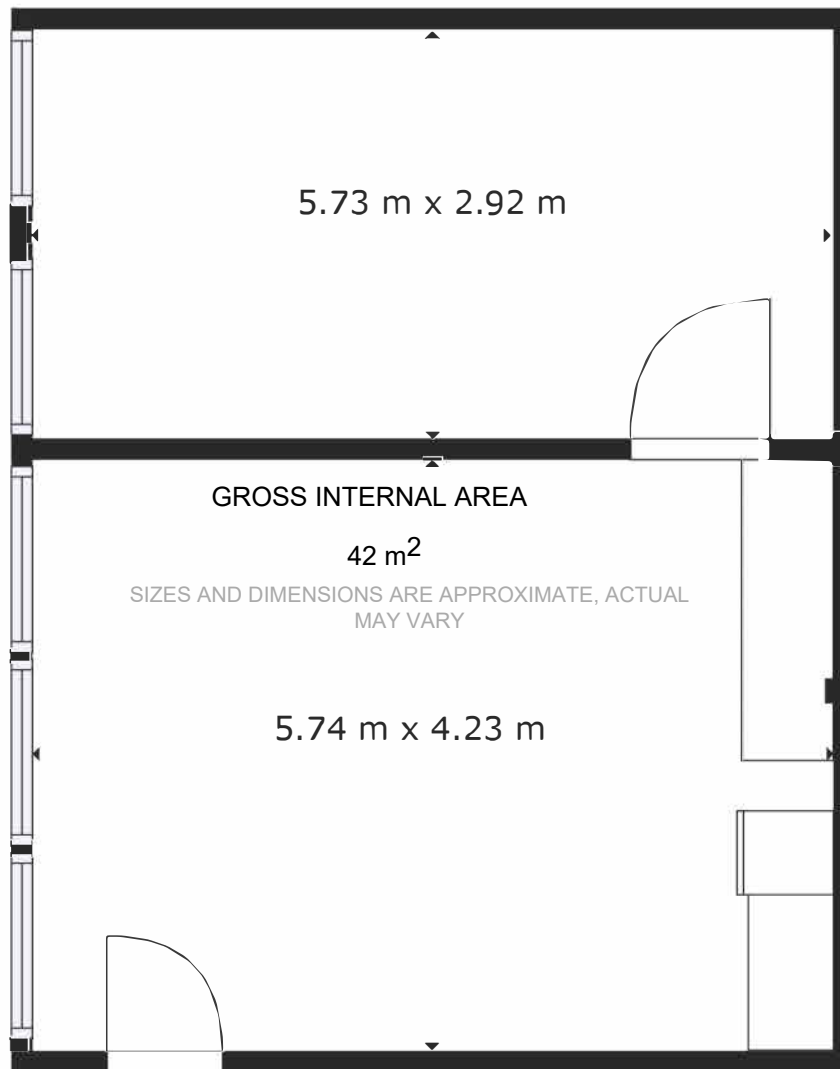 5.73 m x 2.92 m
GROSS INTERNAL AREA
42 m²
SIZES AND DIMENSIONS ARE APPROXIMATE, ACTUAL
MAY VARY
5.74 m x 4.23 m